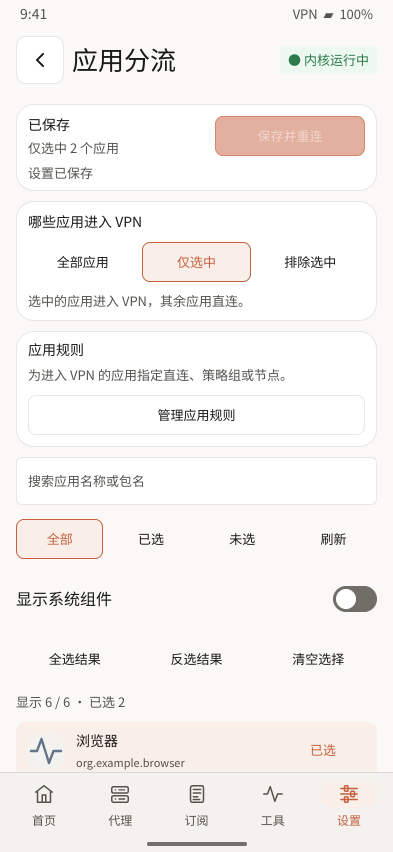 9:41
VPN 100%
应用分流
内核运行中
已保存
仅选中 2 个应用
设置已保存
保存并重连
哪些应用进入 VPN
全部应用 仅选中 排除选中
选中的应用进入 VPN，其余应用直连。
应用规则
为进入 VPN 的应用指定直连、策略组或节点。
管理应用规则
搜索应用名称或包名
全部 已选 未选 刷新
显示系统组件
全选结果 反选结果 清空选择
显示 6 / 6 · 已选 2
浏览器
org.example.browser
已选
首页 代理 订阅 工具 设置